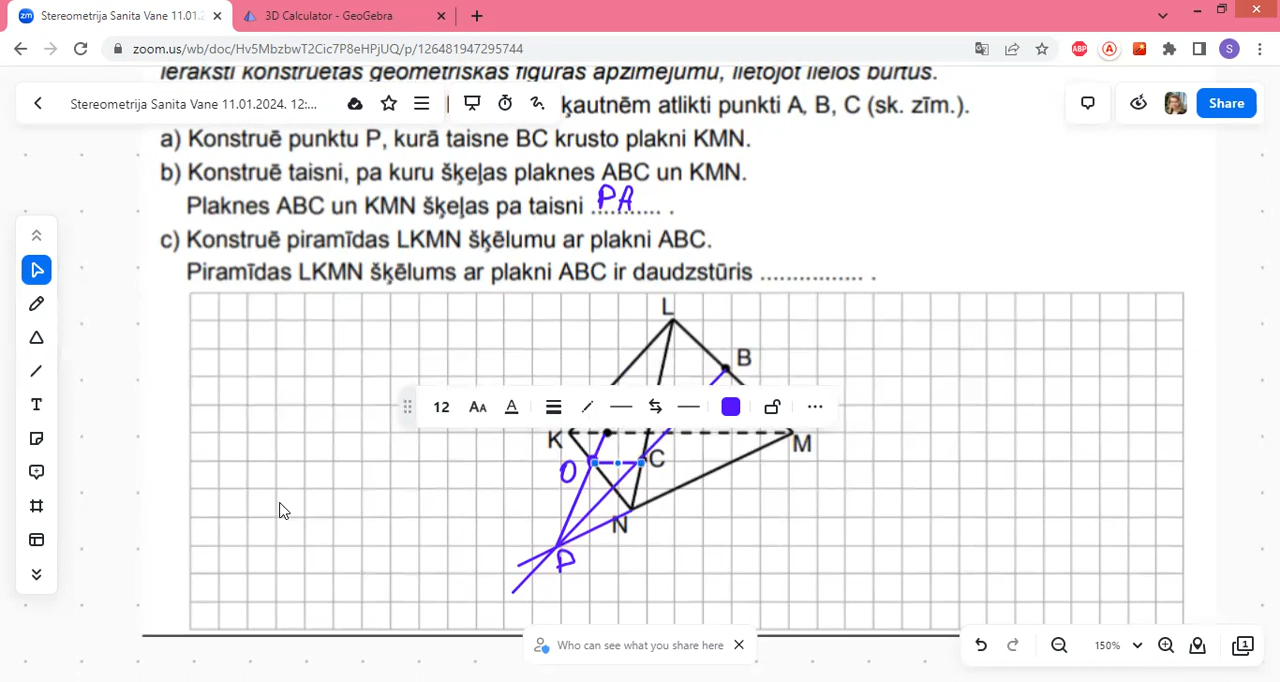 Stereometrija Sanita Vane 11.01.2
3D Calculator - GeoGebra
zoom.us/wb/doc/Hv5MbzbwT2Cic7P8eHPjUQ/p/126481947295744
ABP
S
Ieraksti konstruētās ģeometriskās figūras apzīmējumu, lietojot lielos burtus.
Stereometrija Sanita Vane 11.01.2024. 12:...
šķautnēm atlikti punkti A, B, C (sk. zīm.).
Share
a) Konstruē punktu P, kurā taisne BC krusto plakni KMN.
b) Konstruē taisni, pa kuru šķeļas plaknes ABC un KMN.
Plaknes ABC un KMN šķeļas pa taisni PA .
c) Konstruē piramīdas LKMN šķēlumu ar plakni ABC.
Piramīdas LKMN šķēlums ar plakni ABC ir daudzstūris ................ .
L
B
12
K
M
O
C
N
P
Who can see what you share here
150%
1